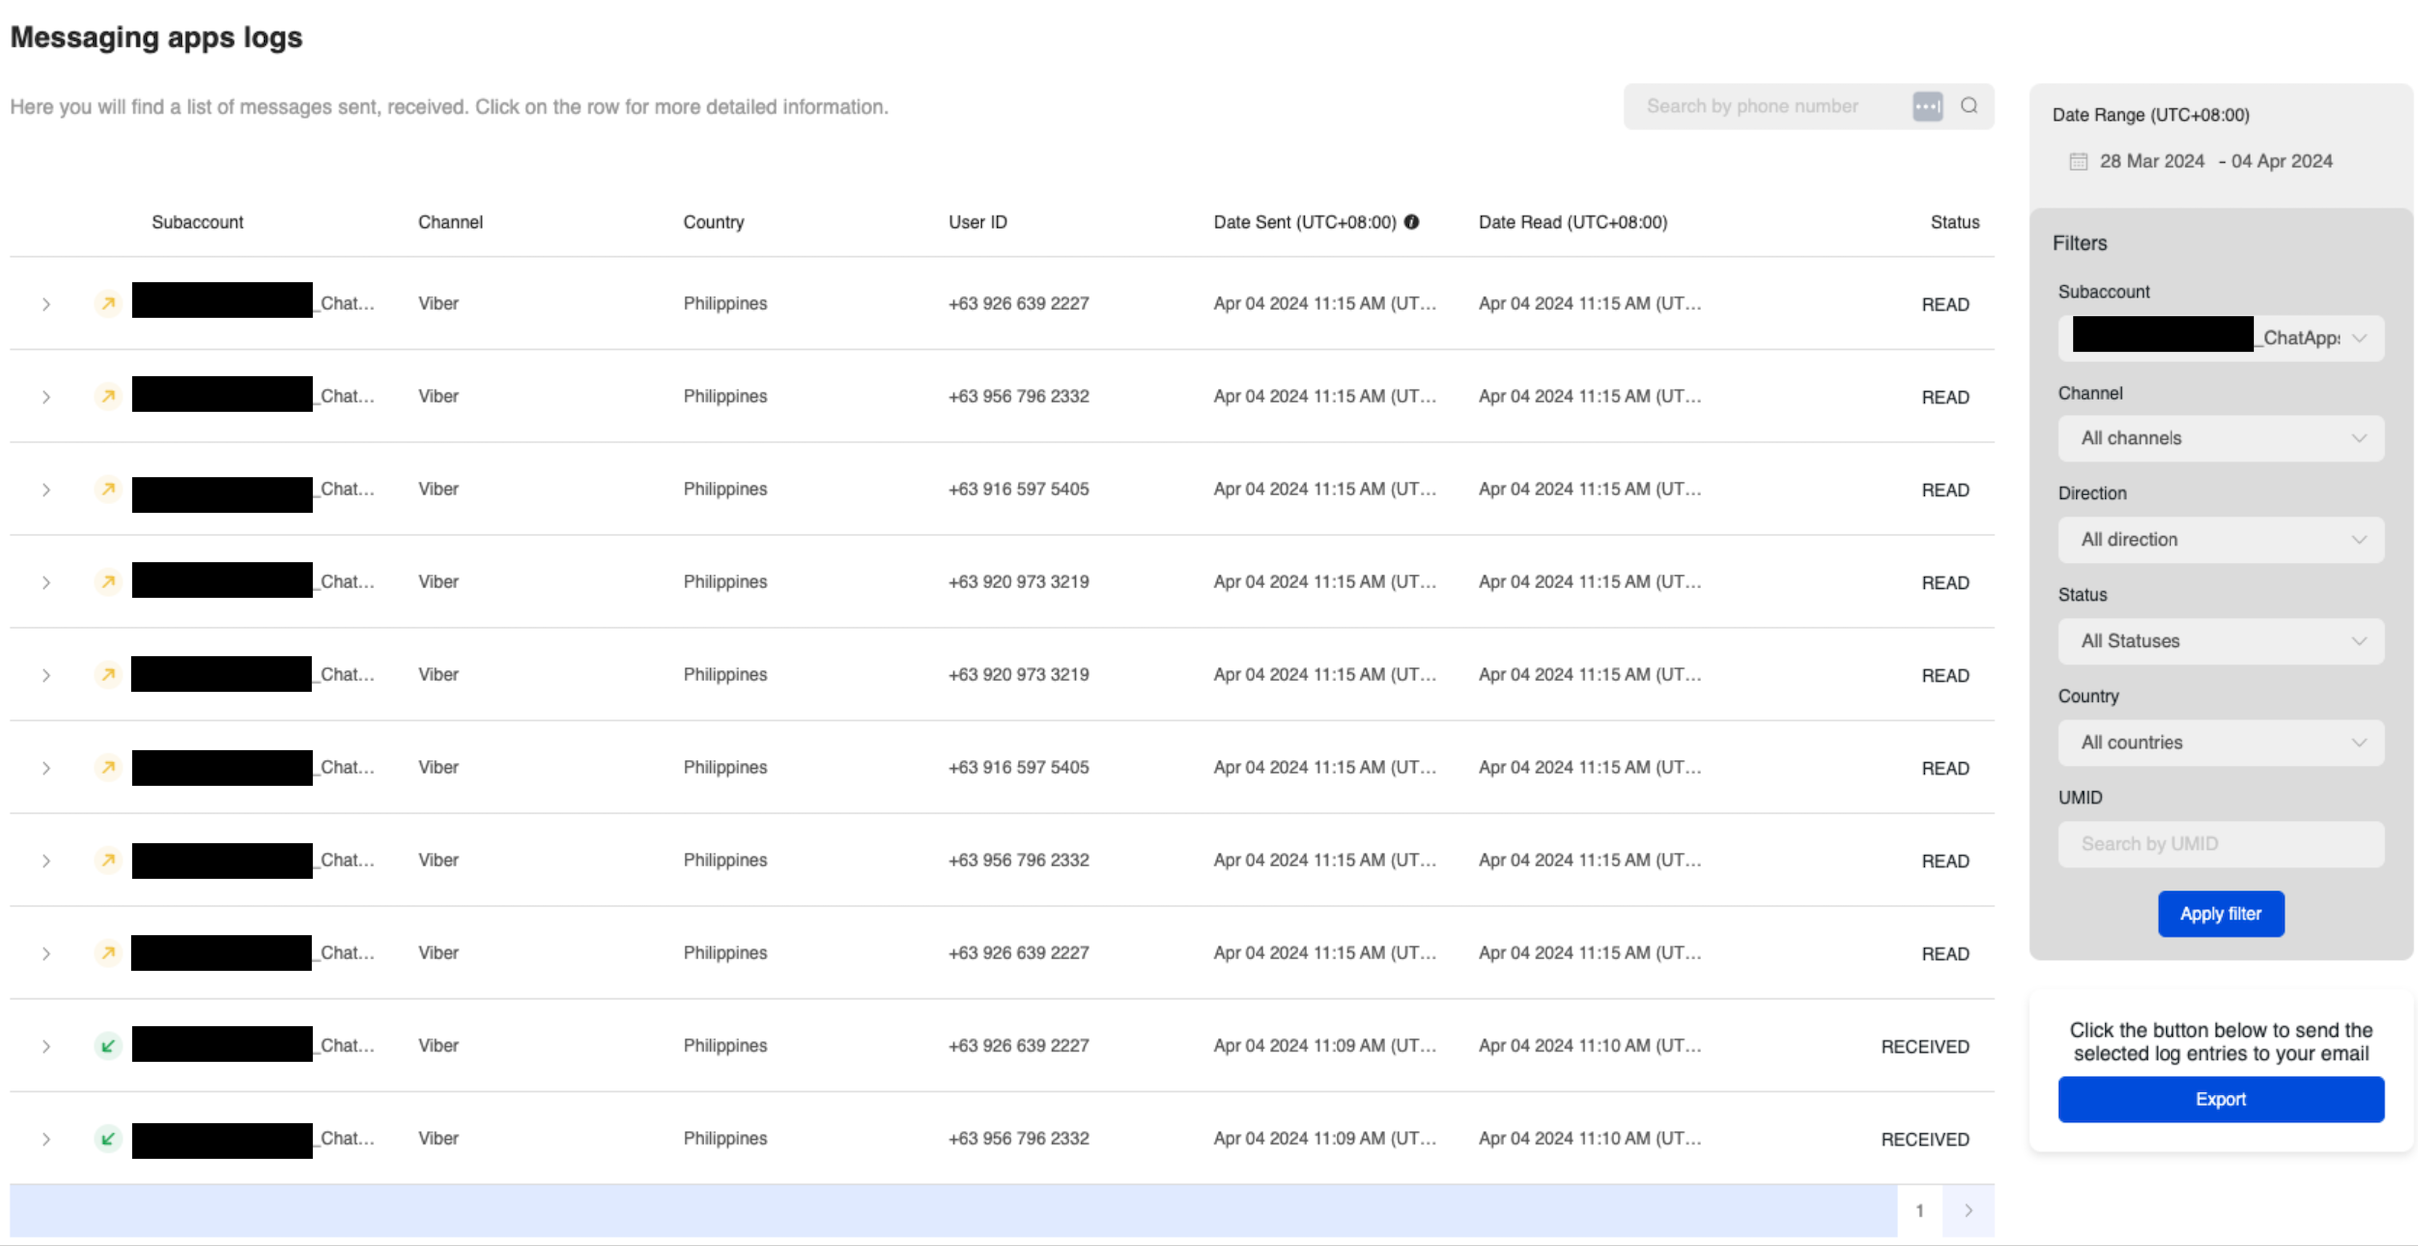 Messaging apps logs
Here you will find a list of messages sent, received. Click on the row for more detailed information.
Search by phone number
Subaccount Channel Country User ID Date Sent (UTC+08:00) Date Read (UTC+08:00) Status
_Chat... Viber Philippines +63 926 639 2227 Apr 04 2024 11:15 AM (UT... Apr 04 2024 11:15 AM (UT... READ
_Chat... Viber Philippines +63 956 796 2332 Apr 04 2024 11:15 AM (UT... Apr 04 2024 11:15 AM (UT... READ
_Chat... Viber Philippines +63 916 597 5405 Apr 04 2024 11:15 AM (UT... Apr 04 2024 11:15 AM (UT... READ
_Chat... Viber Philippines +63 920 973 3219 Apr 04 2024 11:15 AM (UT... Apr 04 2024 11:15 AM (UT... READ
_Chat... Viber Philippines +63 920 973 3219 Apr 04 2024 11:15 AM (UT... Apr 04 2024 11:15 AM (UT... READ
_Chat... Viber Philippines +63 916 597 5405 Apr 04 2024 11:15 AM (UT... Apr 04 2024 11:15 AM (UT... READ
_Chat... Viber Philippines +63 956 796 2332 Apr 04 2024 11:15 AM (UT... Apr 04 2024 11:15 AM (UT... READ
_Chat... Viber Philippines +63 926 639 2227 Apr 04 2024 11:15 AM (UT... Apr 04 2024 11:15 AM (UT... READ
_Chat... Viber Philippines +63 926 639 2227 Apr 04 2024 11:09 AM (UT... Apr 04 2024 11:10 AM (UT... RECEIVED
_Chat... Viber Philippines +63 956 796 2332 Apr 04 2024 11:09 AM (UT... Apr 04 2024 11:10 AM (UT... RECEIVED
1
Date Range (UTC+08:00)
28 Mar 2024 - 04 Apr 2024
Filters
Subaccount
_ChatApps
Channel
All channels
Direction
All direction
Status
All Statuses
Country
All countries
UMID
Search by UMID
Apply filter
Click the button below to send the
selected log entries to your email
Export